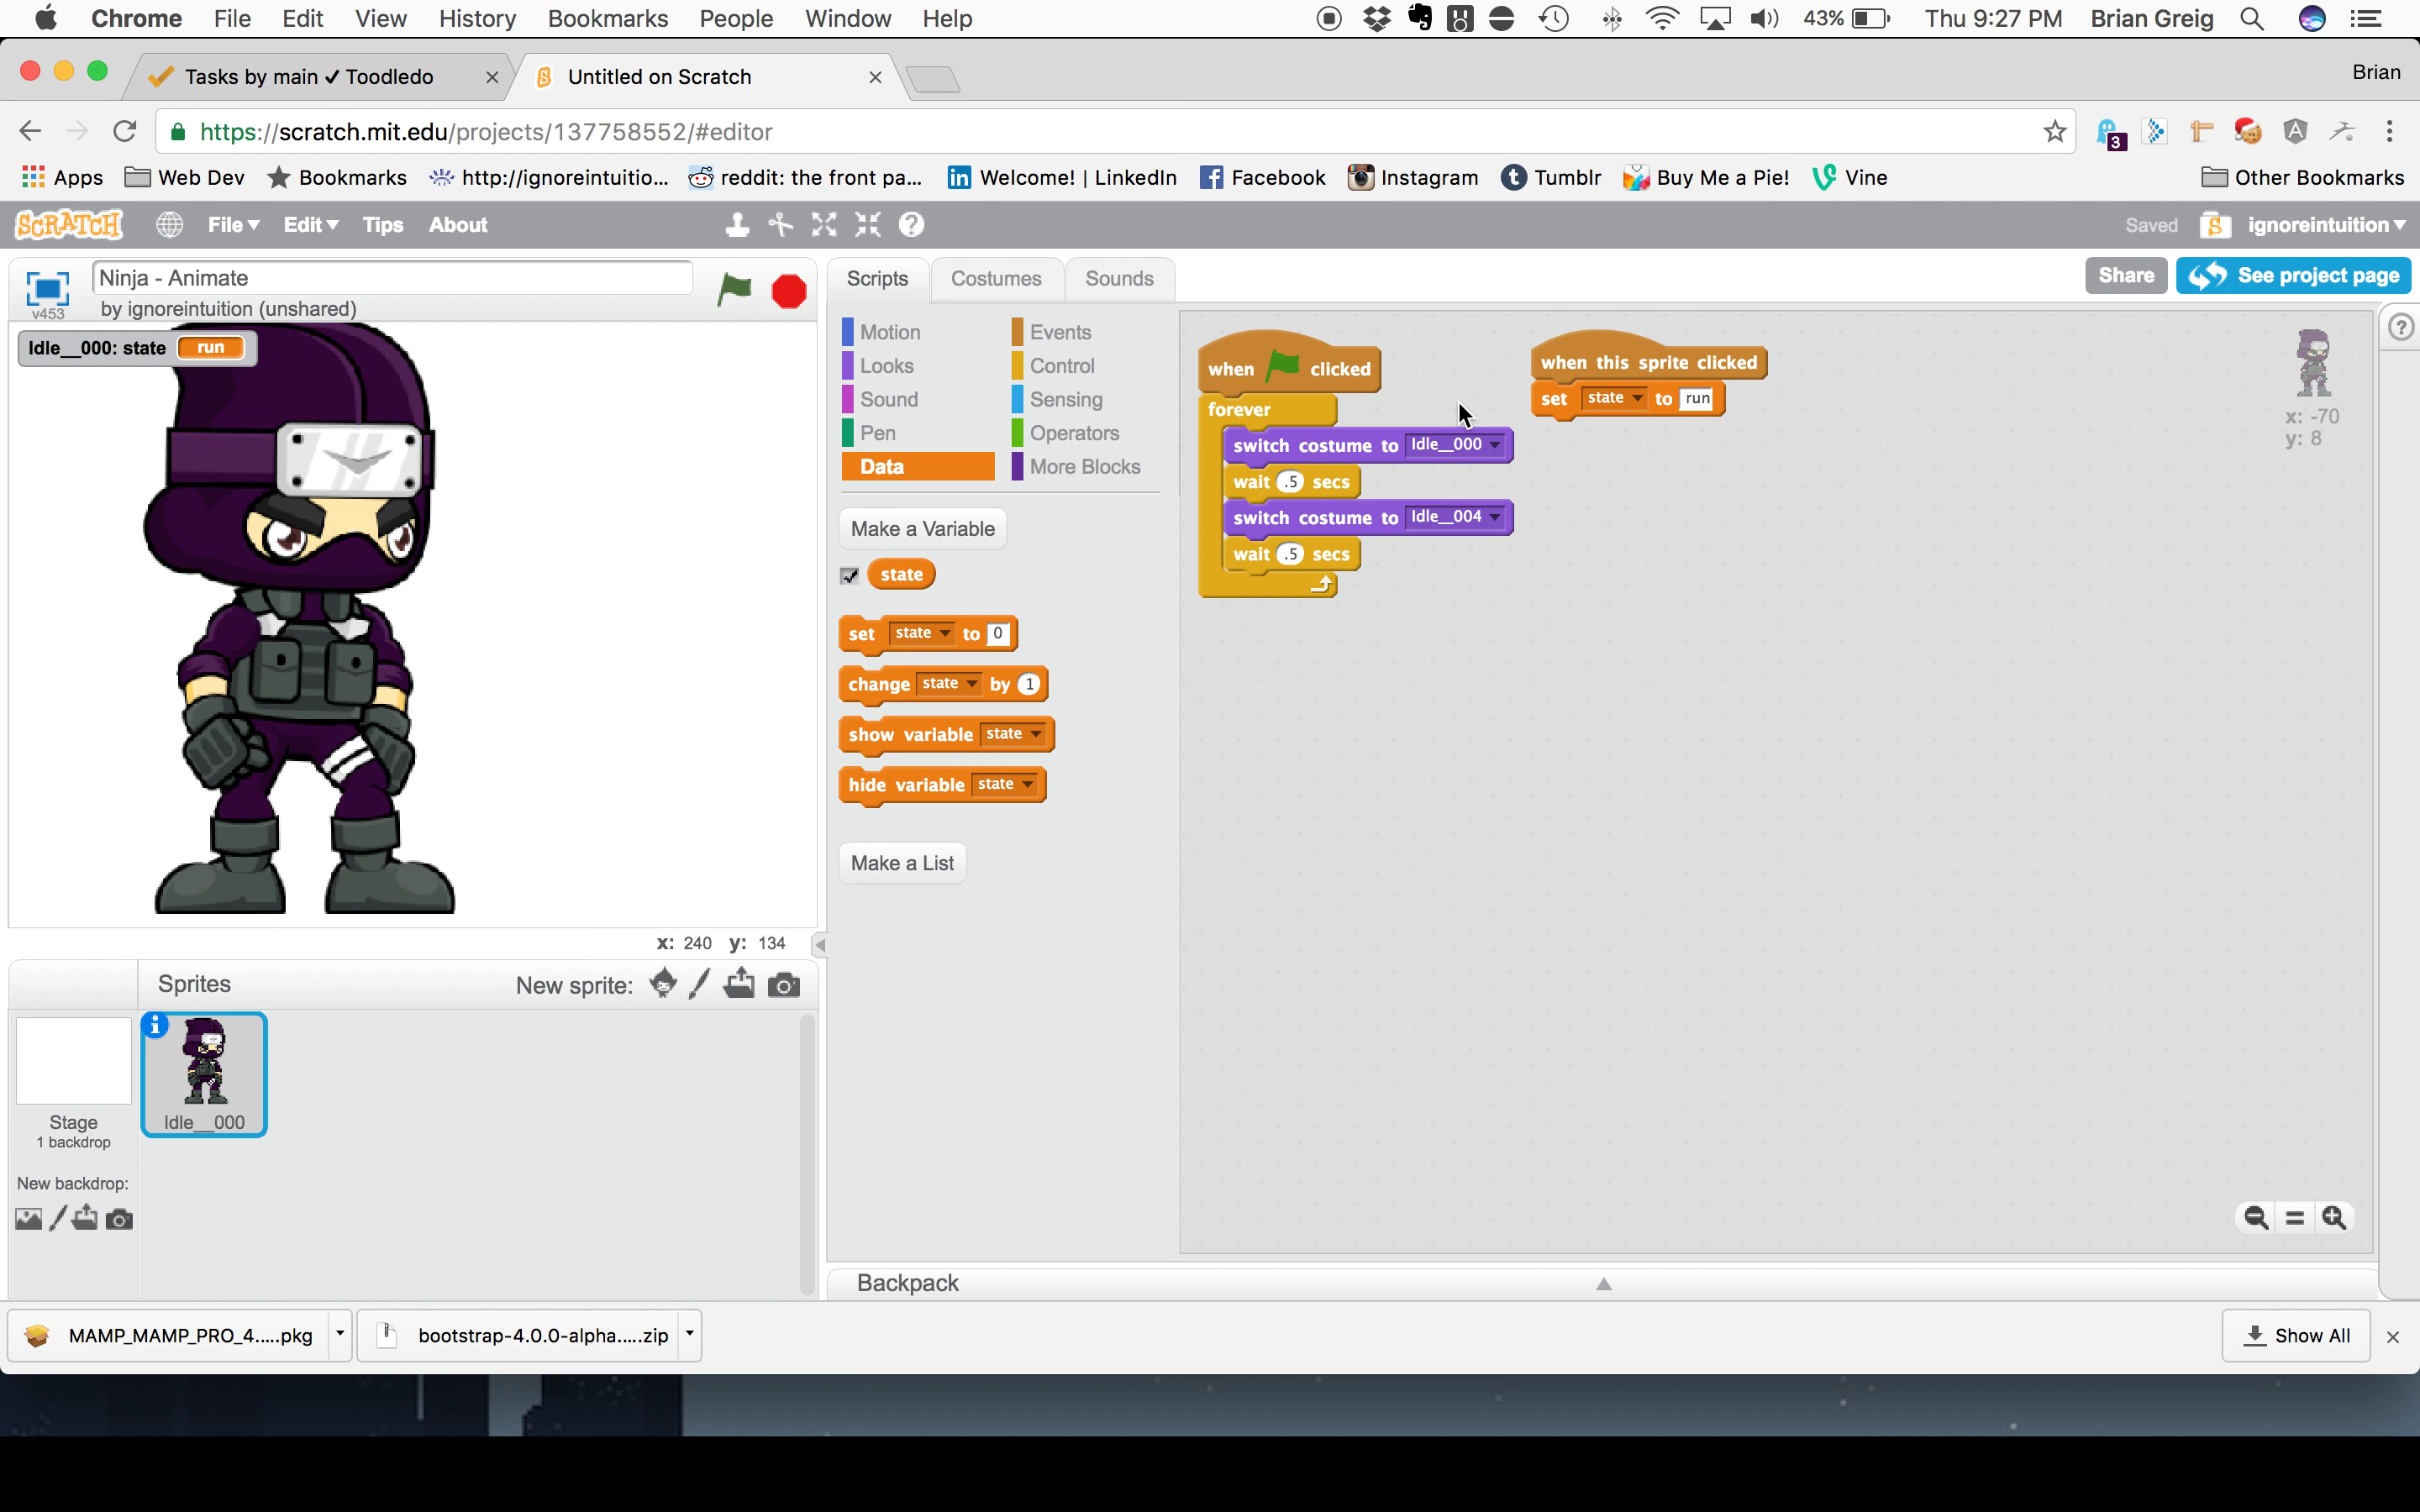 Chrome File Edit View History Bookmarks People Window Help 43% Thu 9:27 PM Brian Greig
Tasks by main ✓ Toodledo Untitled on Scratch Brian
https://scratch.mit.edu/projects/137758552/#editor 3
Apps Web Dev Bookmarks http://ignoreintuitio... reddit: the front pa... Welcome! | LinkedIn Facebook Instagram Tumblr Buy Me a Pie! Vine Other Bookmarks
SCRATCH File Edit Tips About Saved ignoreintuition
Ninja - Animate
by ignoreintuition (unshared)
v453
Scripts Costumes Sounds Share See project page
Idle__000: state run
Motion Events
Looks Control
Sound Sensing
Pen Operators
Data More Blocks
Make a Variable
state
set state to 0
change state by 1
show variable state
hide variable state
Make a List
when clicked
forever
switch costume to Idle__000
wait .5 secs
switch costume to Idle__004
wait .5 secs
when this sprite clicked
set state to run
x: -70
y: 8
x: 240 y: 134
Sprites New sprite:
Stage
1 backdrop
New backdrop:
Idle__000
Backpack
MAMP_MAMP_PRO_4.....pkg bootstrap-4.0.0-alpha.....zip Show All